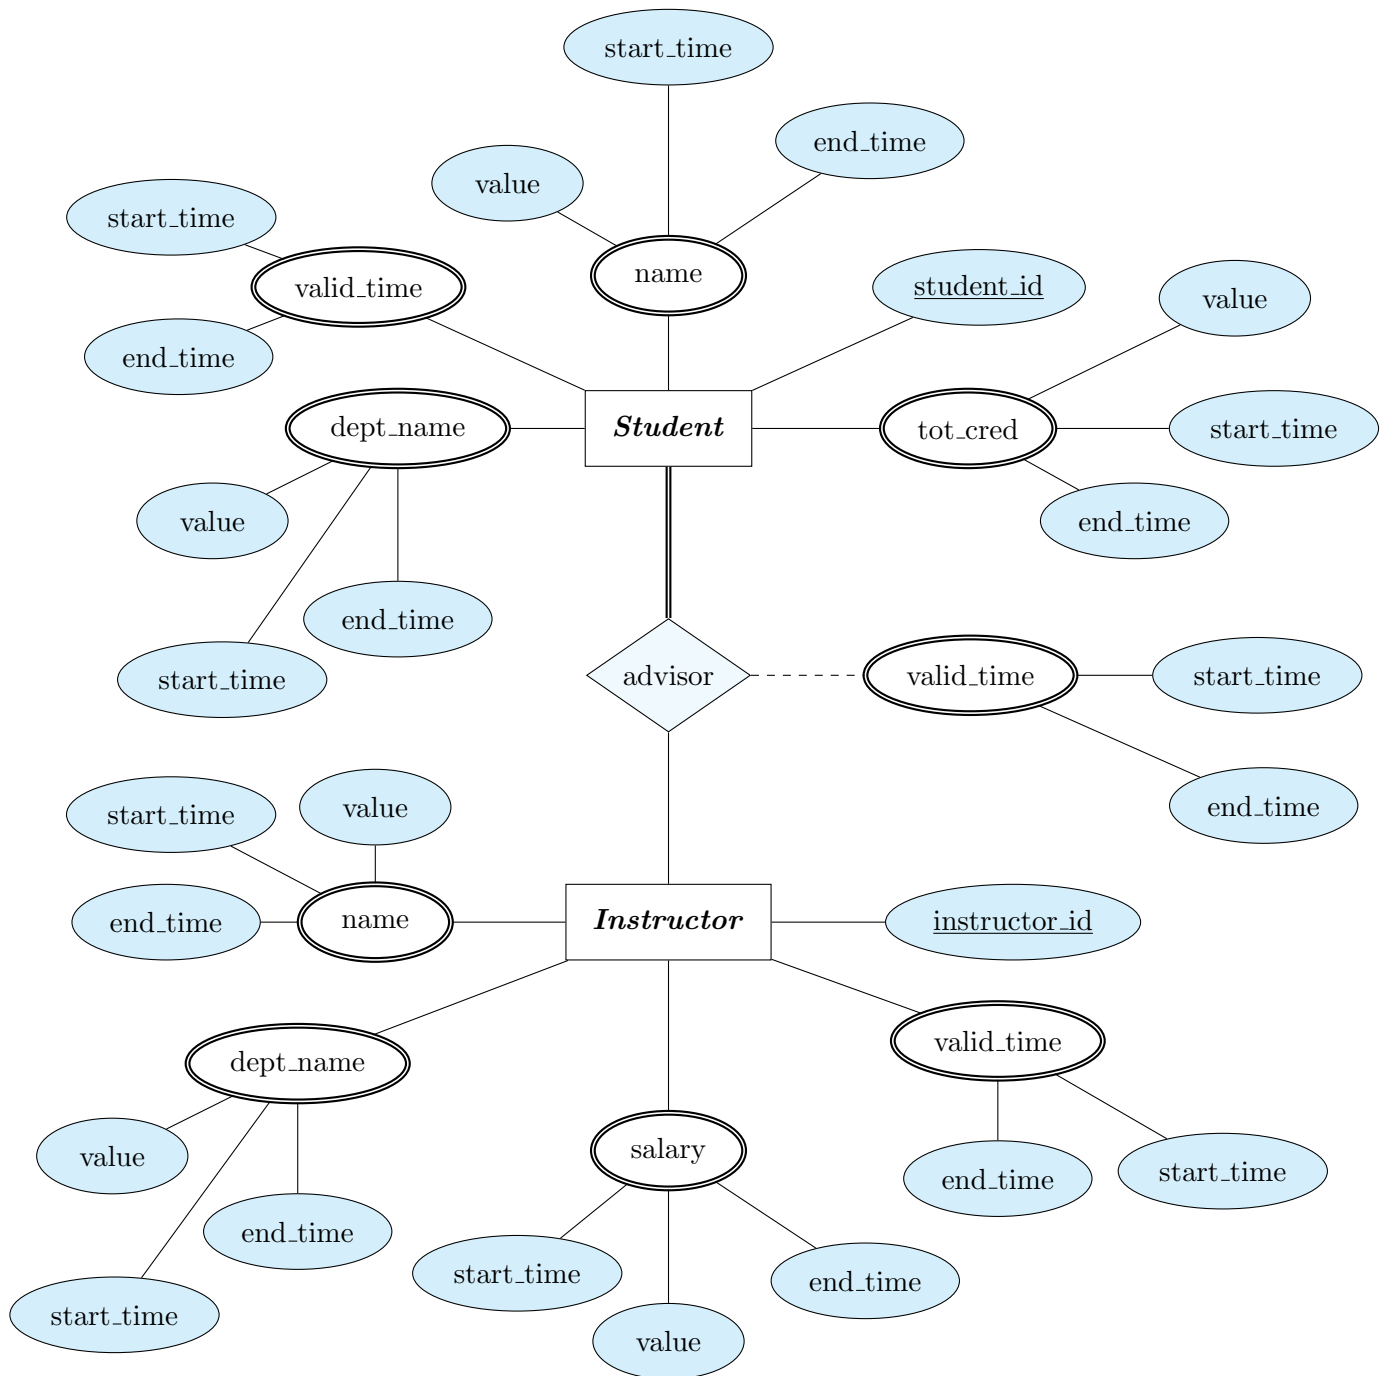 start_time
end_time
value
start_time
name
valid_time
student_id
value
end_time
dept_name
Student
tot_cred
start_time
value
end_time
end_time
start_time
advisor
valid_time
start_time
start_time
value
end_time
end_time
name
Instructor
instructor_id
dept_name
valid_time
value
salary
end_time
start_time
end_time
start_time
end_time
start_time
value